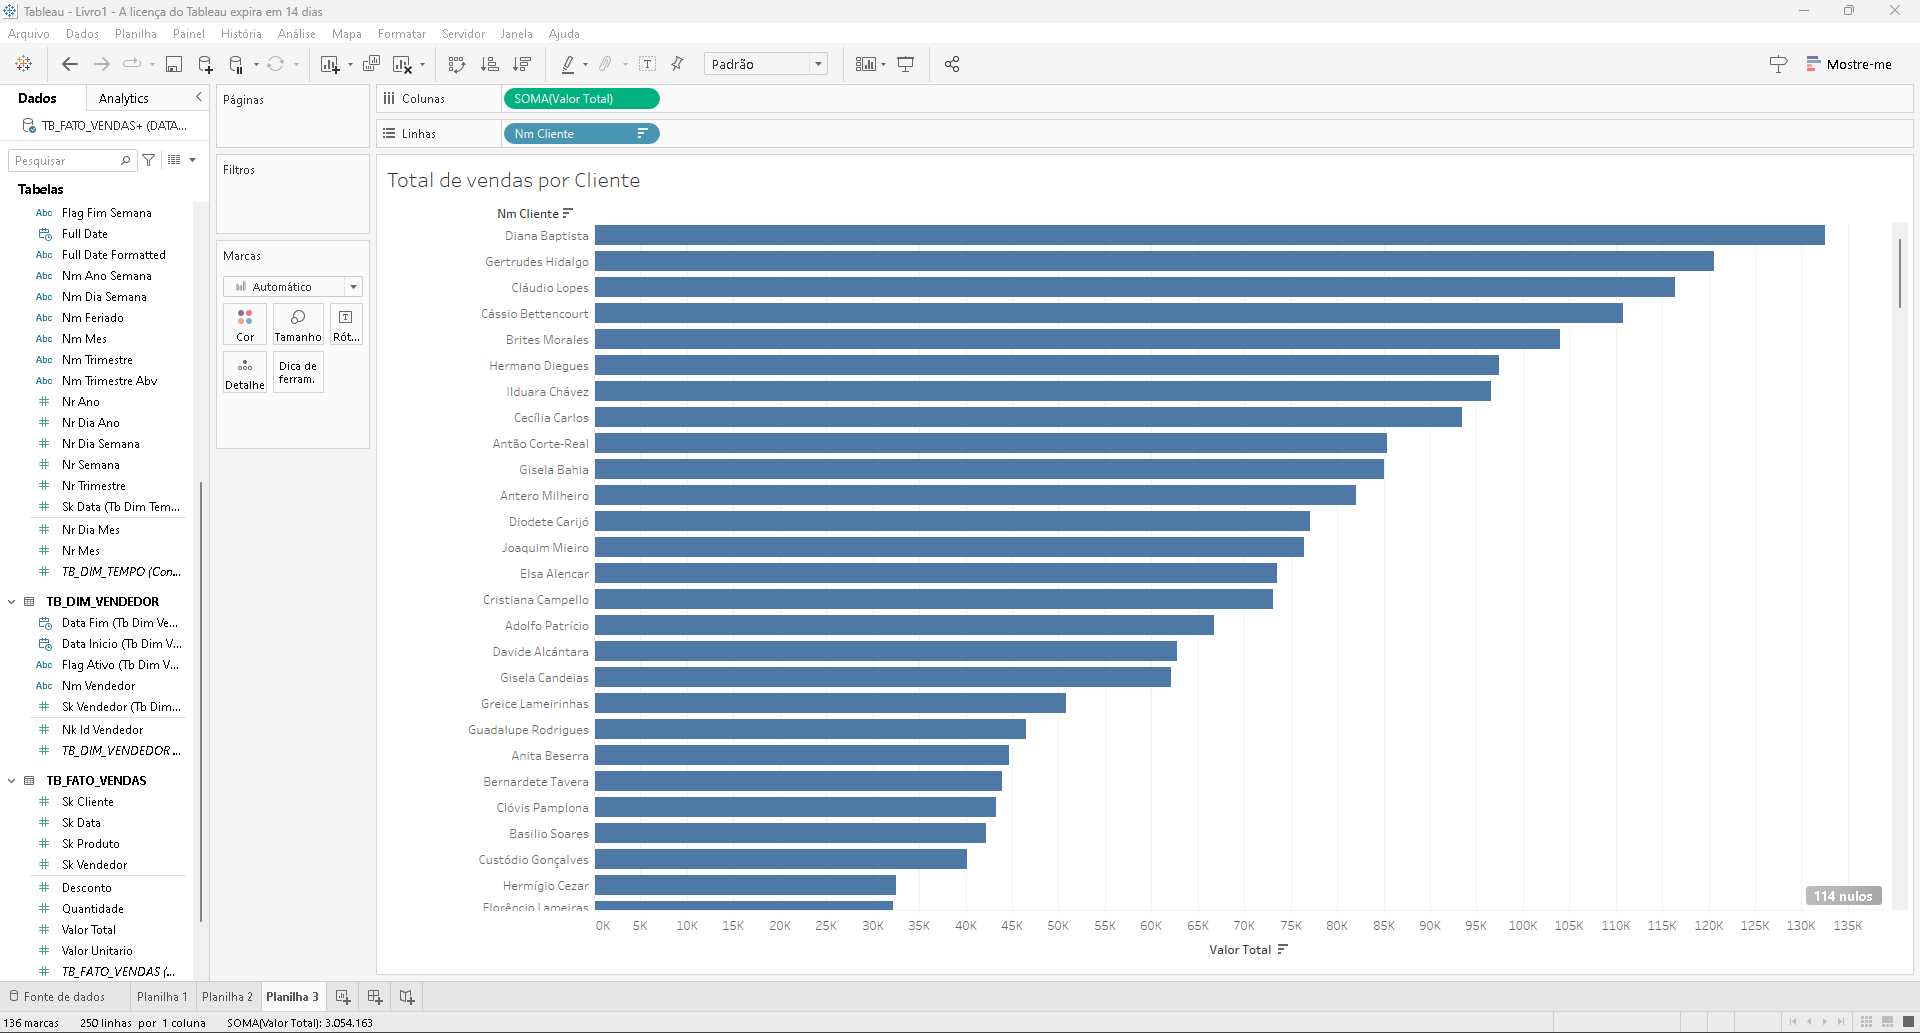 Tableau - Livro1 - A licença do Tableau expira em 14 dias
Arquivo Dados Planilha Painel História Análise Mapa Formatar Servidor Janela Ajuda
Padrão
Mostre-me
Dados Analytics
TB_FATO_VENDAS+ (DATA...
Pesquisar
Tabelas
Abc Flag Fim Semana
Full Date
Abc Full Date Formatted
Abc Nm Ano Semana
Abc Nm Dia Semana
Abc Nm Feriado
Abc Nm Mes
Abc Nm Trimestre
Abc Nm Trimestre Abv
# Nr Ano
# Nr Dia Ano
# Nr Dia Semana
# Nr Semana
# Nr Trimestre
# Sk Data (Tb Dim Tem...
# Nr Dia Mes
# Nr Mes
# TB_DIM_TEMPO (Con...
TB_DIM_VENDEDOR
Data Fim (Tb Dim Ve...
Data Inicio (Tb Dim V...
Abc Flag Ativo (Tb Dim V...
Abc Nm Vendedor
# Sk Vendedor (Tb Dim...
# Nk Id Vendedor
# TB_DIM_VENDEDOR ...
TB_FATO_VENDAS
# Sk Cliente
# Sk Data
# Sk Produto
# Sk Vendedor
# Desconto
# Quantidade
# Valor Total
# Valor Unitario
# TB_FATO_VENDAS (...
Páginas
Filtros
Marcas
Automático
Cor Tamanho Rót...
Detalhe Dica de ferram.
Colunas SOMA(Valor Total)
Linhas Nm Cliente
Total de vendas por Cliente
Nm Cliente
Diana Baptista
Gertrudes Hidalgo
Cláudio Lopes
Cássio Bettencourt
Brites Morales
Hermano Diegues
Ilduara Chávez
Cecília Carlos
Antão Corte-Real
Gisela Bahia
Antero Milheiro
Diodete Carijó
Joaquim Mieiro
Elsa Alencar
Cristiana Campello
Adolfo Patrício
Davide Alcántara
Gisela Candeias
Greice Lameirinhas
Guadalupe Rodrigues
Anita Beserra
Bernardete Tavera
Clóvis Pamplona
Basilio Soares
Custódio Gonçalves
Hermígio Cezar
Florêncio Lameiras
114 nulos
0K 5K 10K 15K 20K 25K 30K 35K 40K 45K 50K 55K 60K 65K 70K 75K 80K 85K 90K 95K 100K 105K 110K 115K 120K 125K 130K 135K
Valor Total
Fonte de dados Planilha 1 Planilha 2 Planilha 3
136 marcas 250 linhas por 1 coluna SOMA(Valor Total): 3.054.163